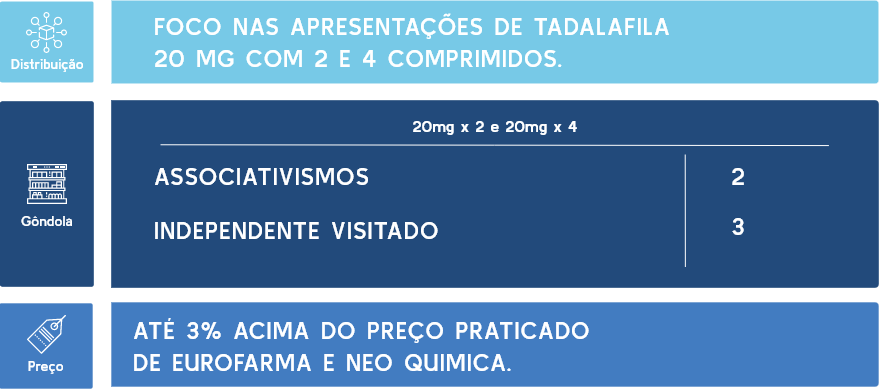 Distribuição
FOCO NAS APRESENTAÇÕES DE TADALAFILA
20 MG COM 2 E 4 COMPRIMIDOS.
Gôndola
20mg x 2 e 20mg x 4
ASSOCIATIVISMOS 2
INDEPENDENTE VISITADO 3
Preço
ATÉ 3% ACIMA DO PREÇO PRATICADO
DE EUROFARMA E NEO QUIMICA.